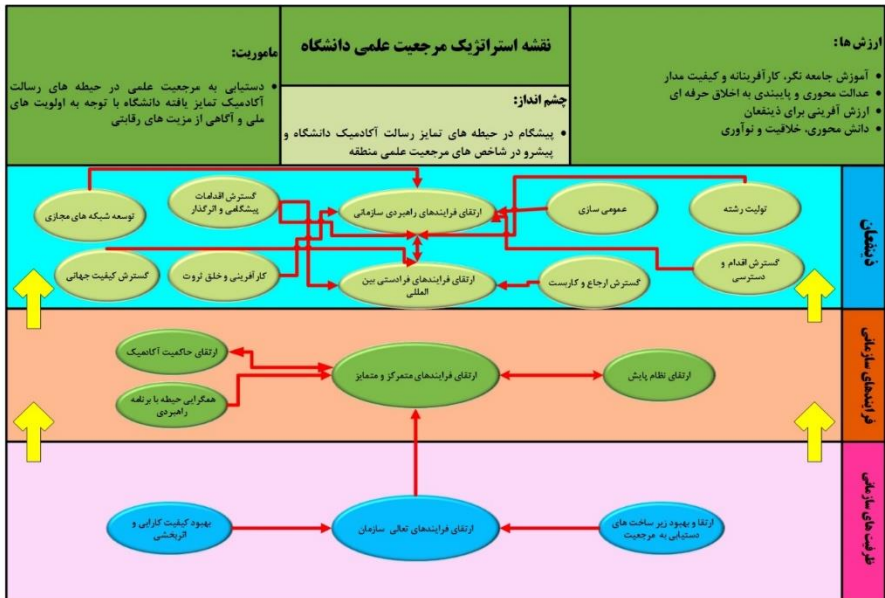 ارزش ها:
• آموزش جامعه نگر، کارآفرینانه و کیفیت مدار
• عدالت محوری و پایبندی به اخلاق حرفه ای
• ارزش آفرینی برای ذینفعان
• دانش محوری، خلاقیت و نوآوری
نقشه استراتژیک مرجعیت علمی دانشگاه
چشم انداز:
• پیشگام در حیطه های تمایز رسالت آکادمیک دانشگاه و
پیشرو در شاخص های مرجعیت علمی منطقه
ماموریت:
• دستیابی به مرجعیت علمی در حیطه های رسالت
آکادمیک تمایز یافته دانشگاه با توجه به اولویت های
ملی و آگاهی از مزیت های رقابتی
ذینفعان
تولیت رشته
عمومی سازی
ارتقای فرایندهای راهبردی سازمانی
گسترش اقدامات
پیشگامی و اثرگذار
توسعه شبکه های مجازی
گسترش اقدام و
دسترسی
گسترش ارجاع و کاربست
ارتقای فرایندهای فرادستی بین
المللی
کارآفرینی و خلق ثروت
گسترش کیفیت جهانی
فرایندهای سازمانی
ارتقای نظام پایش
ارتقای فرایندهای متمرکز و متمایز
ارتقای حاکمیت آکادمیک
همگرایی حیطه با برنامه
راهبردی
ظرفیت های سازمانی
ارتقا و بهبود زیر ساخت های
دستیابی به مرجعیت
ارتقای فرایندهای تعالی سازمان
بهبود کیفیت کارایی و
اثربخشی